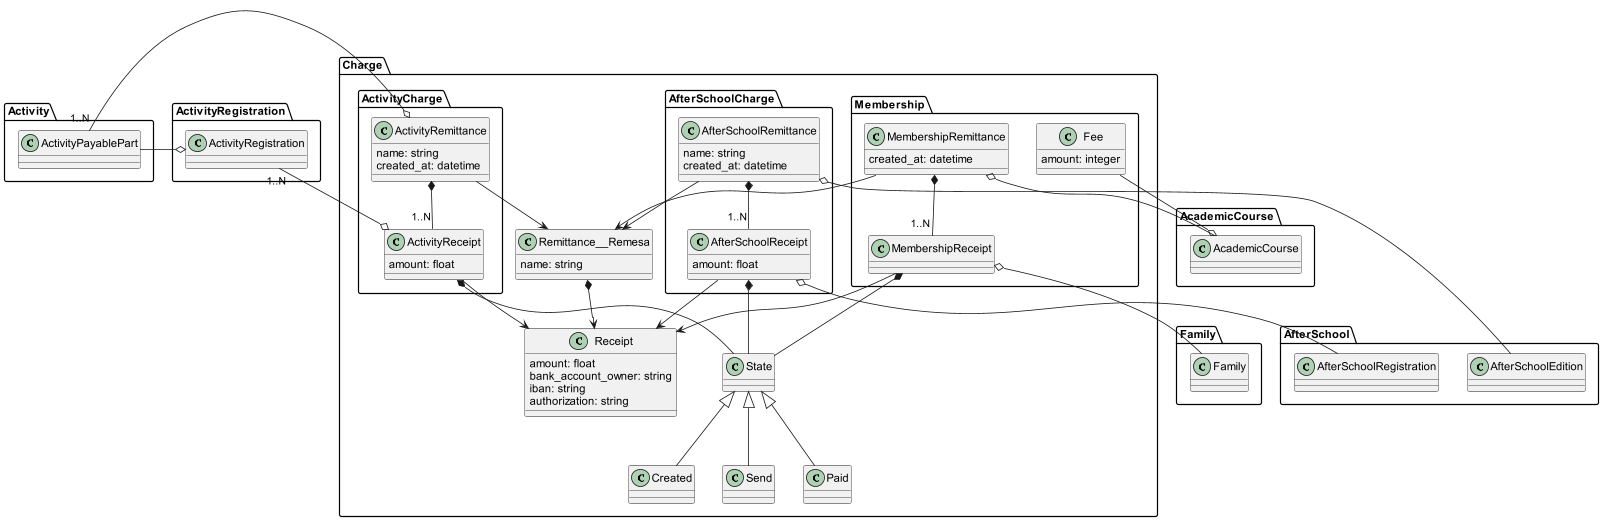 Charge
ActivityCharge
AfterSchoolCharge
Membership
Activity
ActivityRegistration
1..N
C ActivityPayablePart
C ActivityRegistration
1..N
C ActivityRemittance
name: string
created_at: datetime
C AfterSchoolRemittance
name: string
created_at: datetime
C MembershipRemittance
created_at: datetime
C Fee
amount: integer
1..N
1..N
1..N
AcademicCourse
C AcademicCourse
C ActivityReceipt
amount: float
C Remittance__Remesa
name: string
C AfterSchoolReceipt
amount: float
C MembershipReceipt
C Receipt
amount: float
bank_account_owner: string
iban: string
authorization: string
C State
Family
C Family
AfterSchool
C AfterSchoolRegistration
C AfterSchoolEdition
C Created
C Send
C Paid